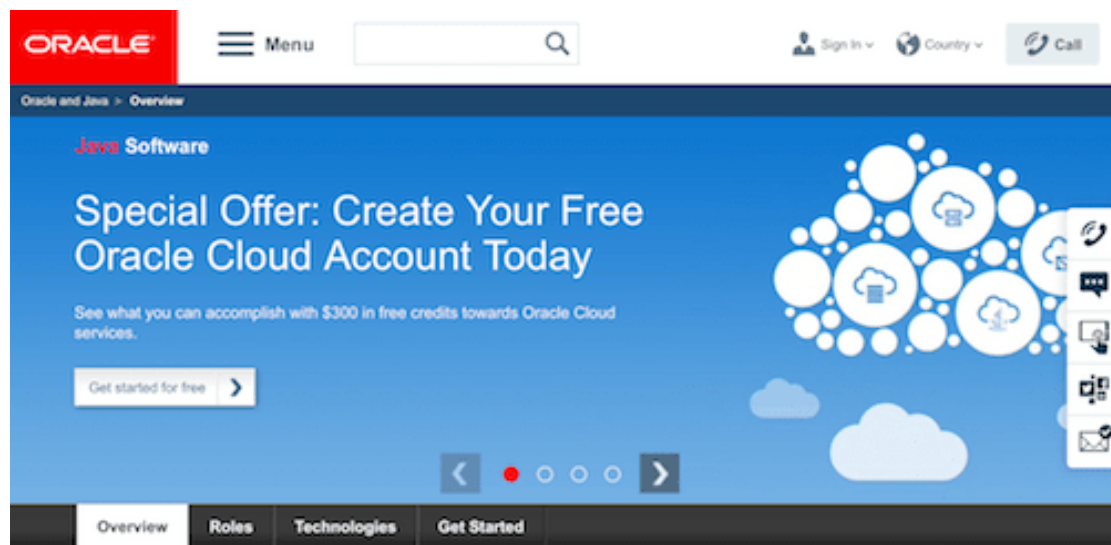 ORACLE
Menu
Sign In
Country
Call
Oracle and Java > Overview
Java Software
Special Offer: Create Your Free
Oracle Cloud Account Today
See what you can accomplish with $300 in free credits towards Oracle Cloud
services.
Get started for free
Overview
Roles
Technologies
Get Started